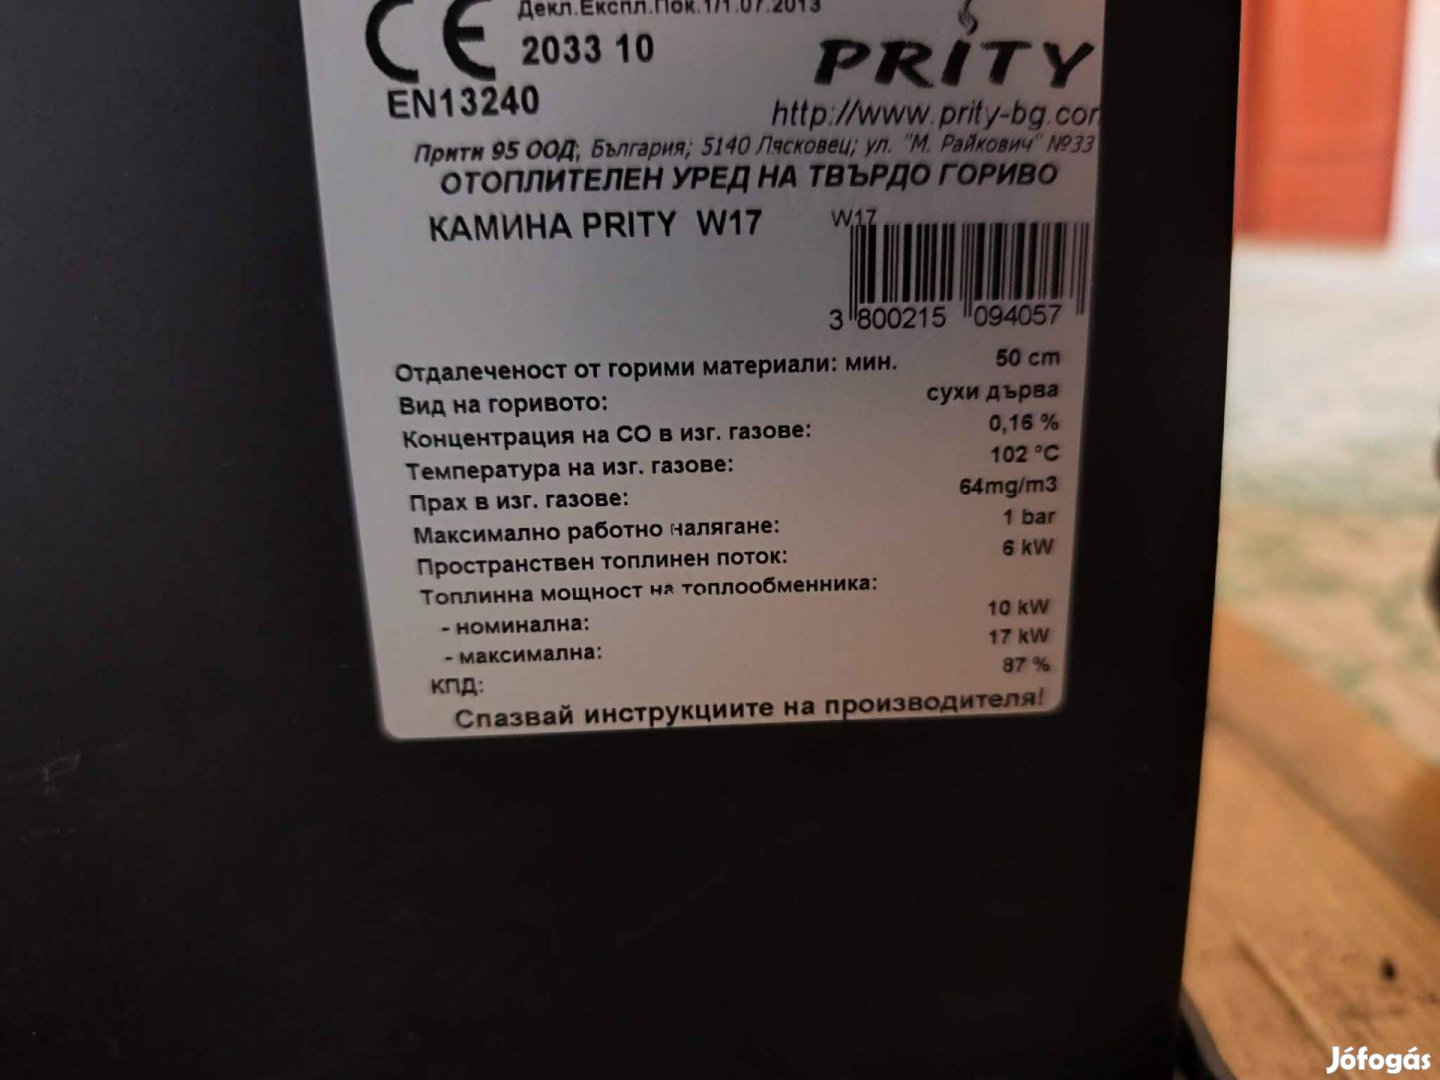 Декл.Експл.Пок.1/1.07.2013
CE 2033 10
PRITY
EN13240
http://www.prity-bg.cor
Прити 95 ООД; България; 5140 Лясковец; ул. "М. Райкович" №33
ОТОПЛИТЕЛЕН УРЕД НА ТВЪРДО ГОРИВО
КАМИНА PRITY W17
W17
3 800215 094057
Отдалеченост от горими материали: мин. 50 cm
Вид на горивото: сухи дърва
Концентрация на CO в изг. газове: 0,16 %
Температура на изг. газове: 102 °C
Прах в изг. газове: 64mg/m3
Максимално работно налягане: 1 bar
Пространствен топлинен поток: 6 kW
Топлинна мощност на топлообменника:
- номинална: 10 kW
- максимална: 17 kW
КПД: 87 %
Спазвай инструкциите на производителя!
Jófogás